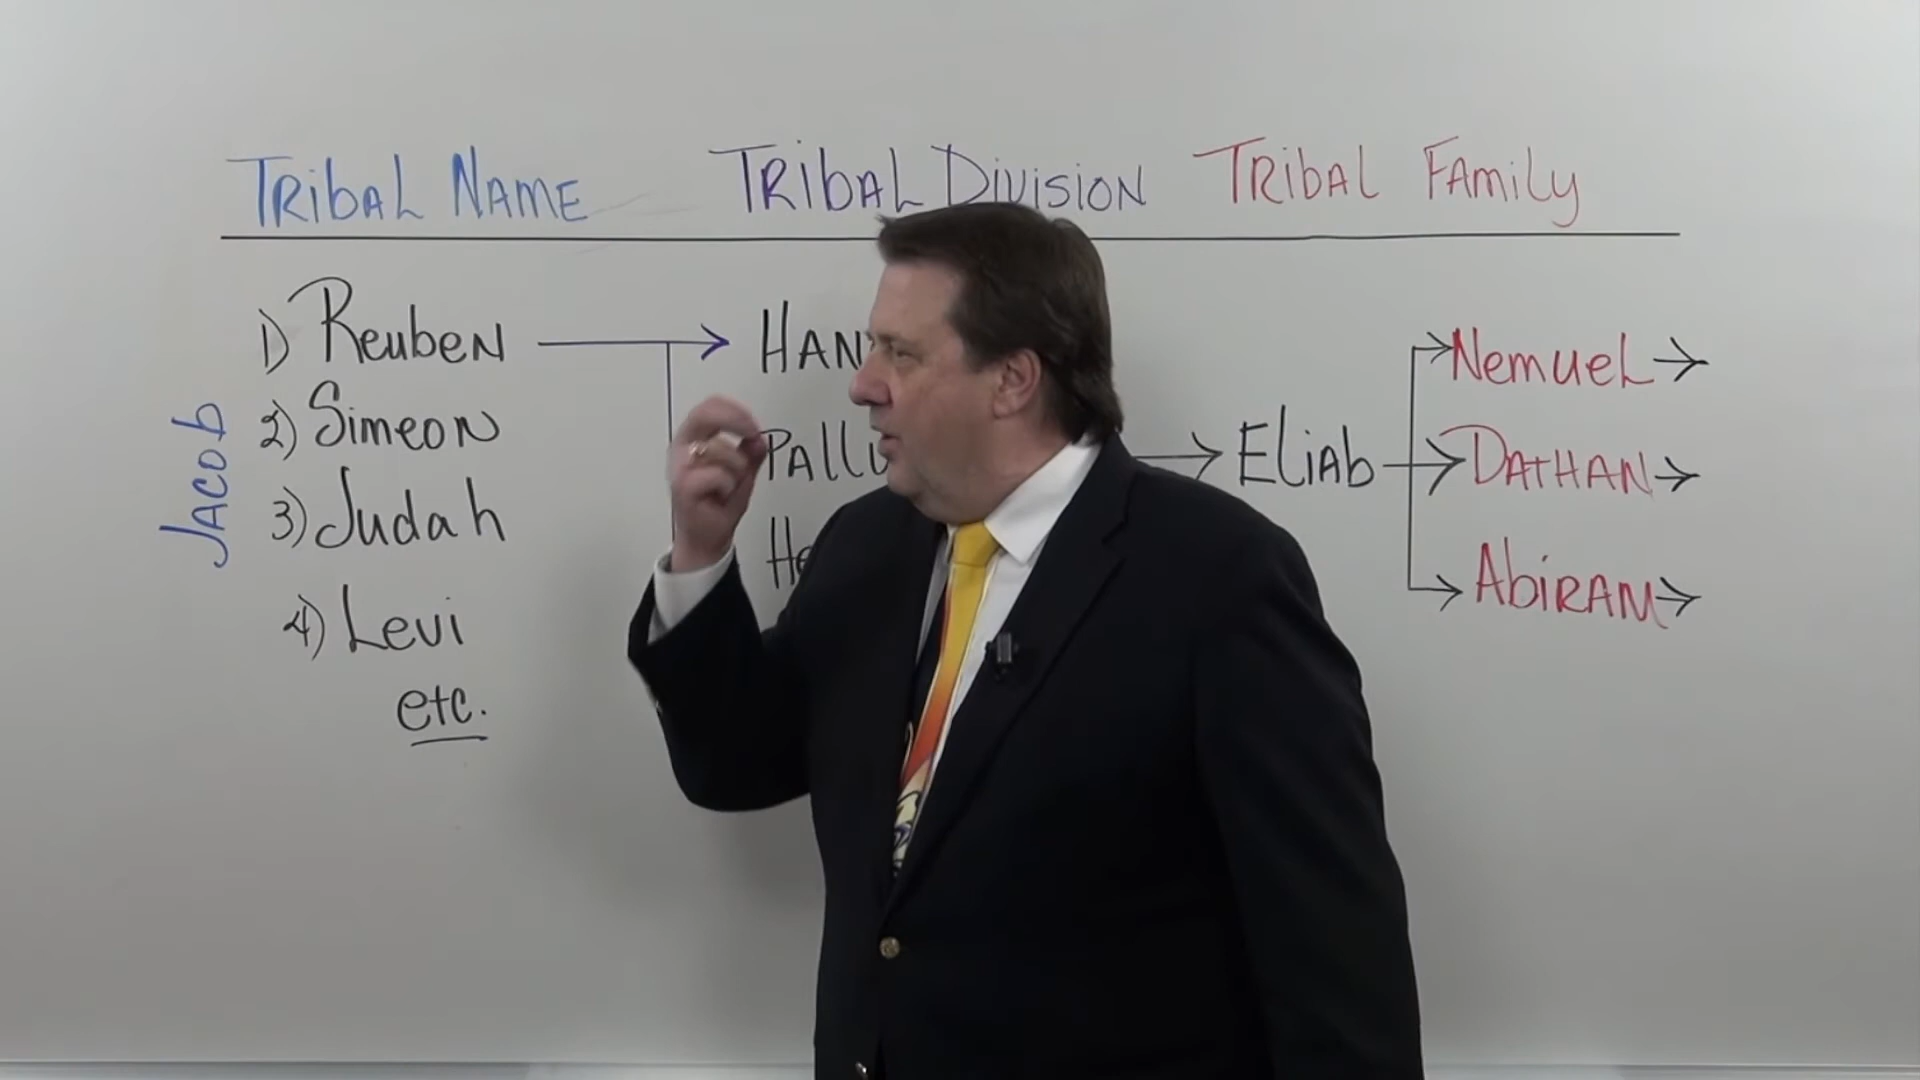 TRIBAL NAME TRIBAL DIVISION TRIBAL FAMILY
JACOB
1) Reuben
2) Simeon
3) Judah
4) Levi
etc.
Eliab
Nemuel
DATHAN
AbiRAM